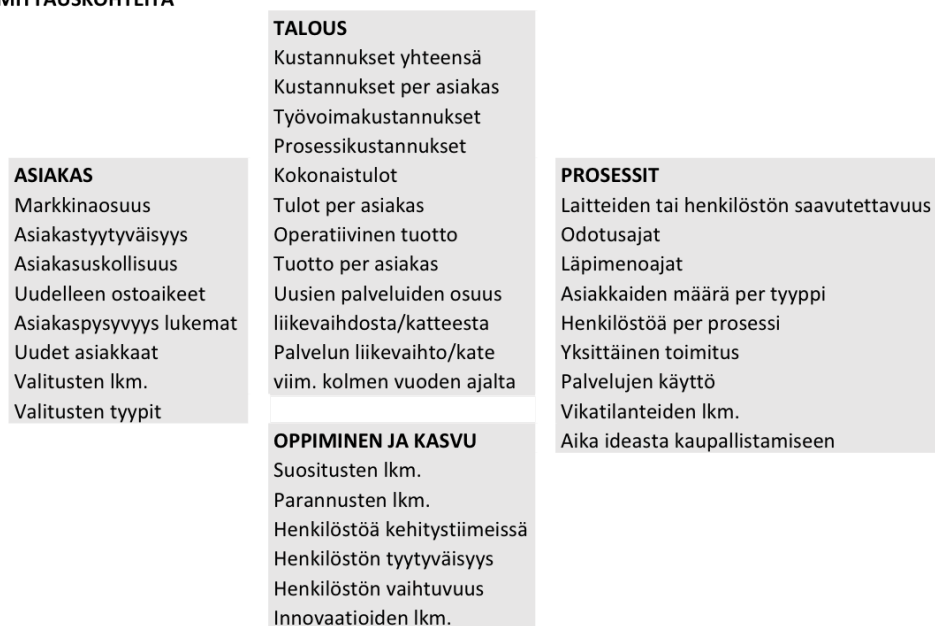 MITTAUSKOHTEITA
TALOUS
Kustannukset yhteensä
Kustannukset per asiakas
Työvoimakustannukset
Prosessikustannukset
Kokonaistulot
Tulot per asiakas
Operatiivinen tuotto
Tuotto per asiakas
Uusien palveluiden osuus
liikevaihdosta/katteesta
Palvelun liikevaihto/kate
viim. kolmen vuoden ajalta
ASIAKAS
Markkinaosuus
Asiakastyytyväisyys
Asiakasuskollisuus
Uudelleen ostoaikeet
Asiakaspysyvyys lukemat
Uudet asiakkaat
Valitusten lkm.
Valitusten tyypit
PROSESSIT
Laitteiden tai henkilöstön saavutettavuus
Odotusajat
Läpimenoajat
Asiakkaiden määrä per tyyppi
Henkilöstöä per prosessi
Yksittäinen toimitus
Palvelujen käyttö
Vikatilanteiden lkm.
Aika ideasta kaupallistamiseen
OPPIMINEN JA KASVU
Suositusten lkm.
Parannusten lkm.
Henkilöstöä kehitystiimeissä
Henkilöstön tyytyväisyys
Henkilöstön vaihtuvuus
Innovaatioiden lkm.